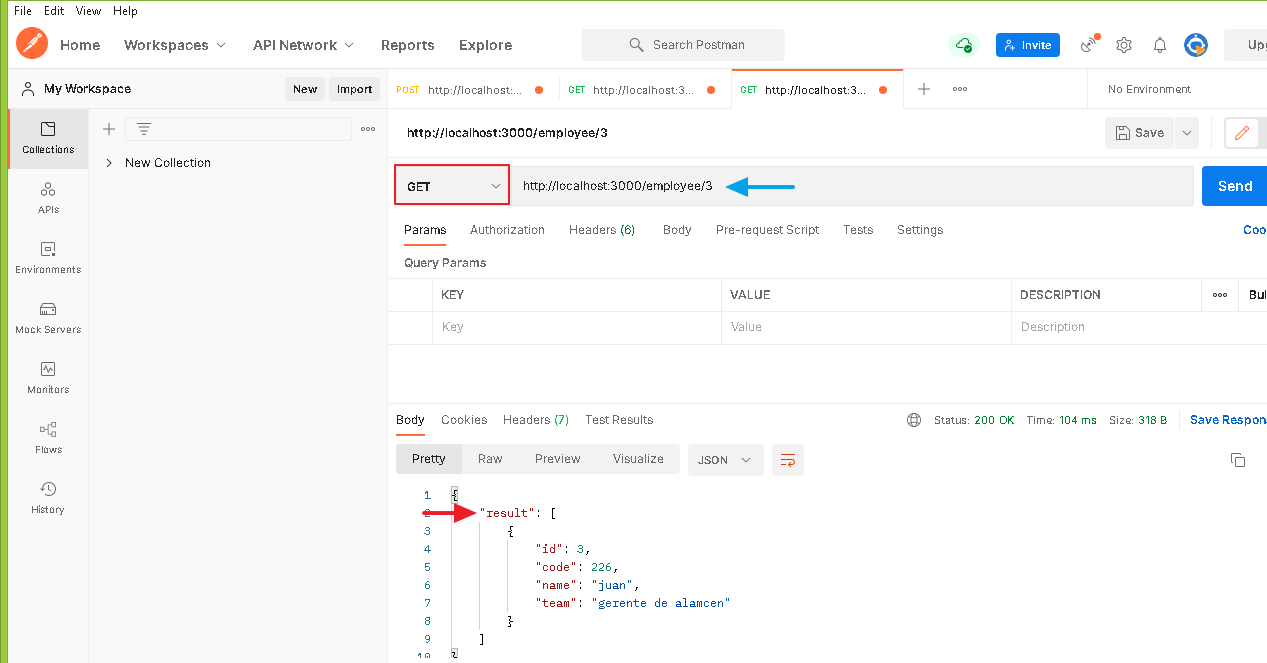 File Edit View Help
Home Workspaces API Network Reports Explore Search Postman Invite Upg
My Workspace New Import POST http://localhost:... GET http://localhost:3... GET http://localhost:3... No Environment
Collections
http://localhost:3000/employee/3 Save
New Collection
GET http://localhost:3000/employee/3 Send
APIs
Params Authorization Headers (6) Body Pre-request Script Tests Settings Coo
Environments
Query Params
KEY VALUE DESCRIPTION Bul
Key Value Description
Mock Servers
Monitors
Body Cookies Headers (7) Test Results Status: 200 OK Time: 104 ms Size: 318 B Save Respon
Flows
Pretty Raw Preview Visualize JSON
History
1 {
2 "result": [
3 {
4 "id": 3,
5 "code": 226,
6 "name": "juan",
7 "team": "gerente de alamcen"
8 }
9 ]
10 }